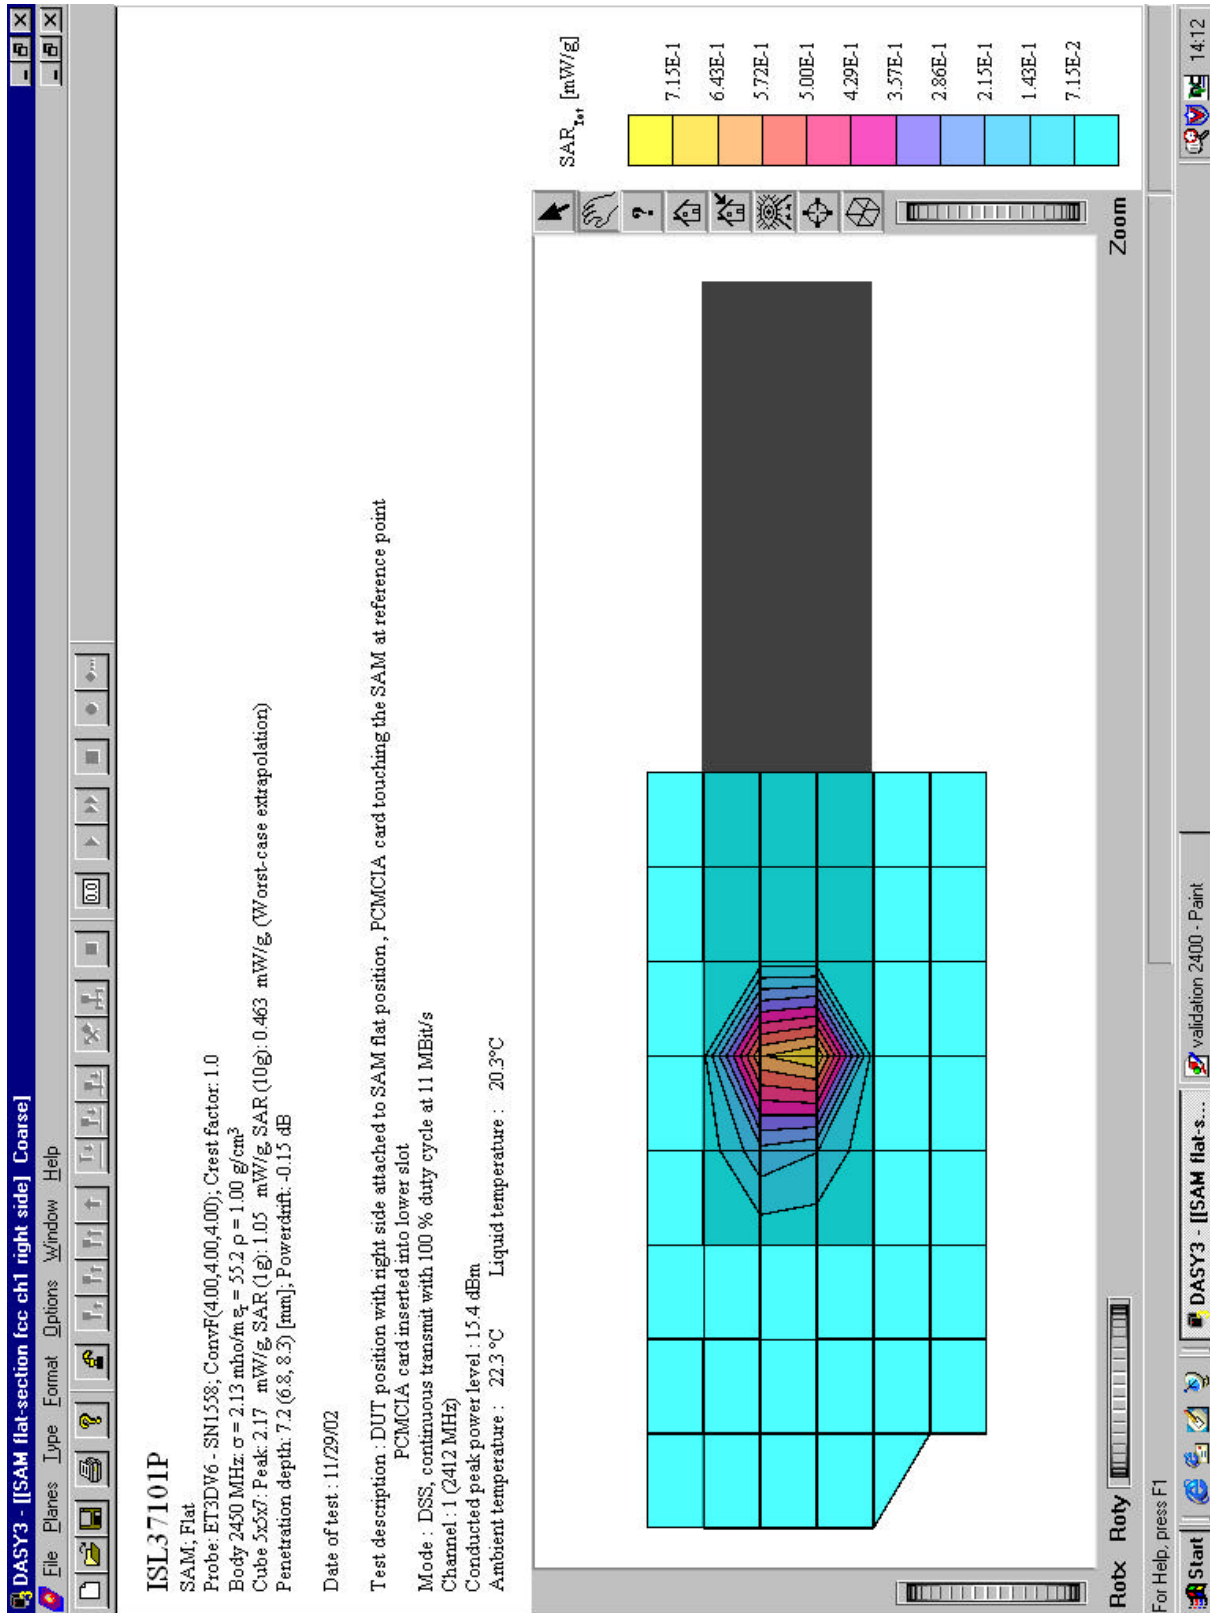 DASY3 - [[SAM flat-section fcc ch1 right side] Coarse]
File Planes Type Format Options Window Help
0.0
ISL37101P
SAM; Flat
Probe: ET3DV6 - SN1558; ConvF(4.00,4.00,4.00); Crest factor: 1.0
Body 2450 MHz: σ = 2.13 mho/m εr = 55.2 ρ = 1.00 g/cm³
Cube 5x5x7: Peak: 2.17 mW/g, SAR (1g): 1.05 mW/g, SAR (10g): 0.463 mW/g, (Worst-case extrapolation)
Penetration depth: 7.2 (6.8, 8.3) [mm]; Powerdrift: -0.15 dB
Date of test : 11/29/02
Test description : DUT position with right side attached to SAM flat position , PCMCIA card touching the SAM at reference point
PCMCIA card inserted into lower slot
Mode : DSS, continuous transmit with 100 % duty cycle at 11 MBit/s
Channel : 1 (2412 MHz)
Conducted peak power level : 15.4 dBm
Ambient temperature : 22.3 °C Liquid temperature : 20.3°C
SARTot [mW/g]
7.15E-1
6.43E-1
5.72E-1
5.00E-1
4.29E-1
3.57E-1
2.86E-1
2.15E-1
1.43E-1
7.15E-2
Rotx Roty Zoom
For Help, press F1
Start DASY3 - [[SAM flat-s... validation 2400 - Paint 14:12